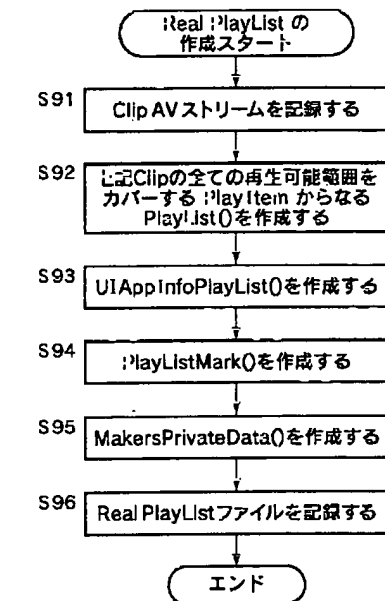 Real PlayList の
作成スタート
S91
Clip AV ストリームを記録する
S92
上記Clipの全ての再生可能範囲を
カバーする PlayItem からなる
PlayList()を作成する
S93
UIAppInfoPlayList()を作成する
S94
PlayListMark()を作成する
S95
MakersPrivateData()を作成する
S96
Real PlayListファイルを記録する
エンド